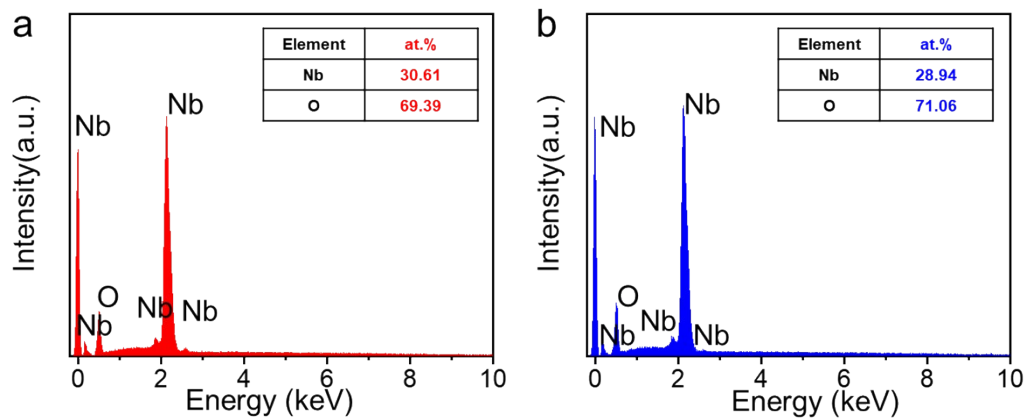 a
Element at.%
Nb 30.61
O 69.39
Nb
Nb
O
Nb
Nb
Nb
Intensity(a.u.)
0 2 4 6 8 10
Energy (keV)
b
Element at.%
Nb 28.94
O 71.06
Nb
Nb
O
Nb
Nb
Nb
Intensity(a.u.)
0 2 4 6 8 10
Energy (keV)